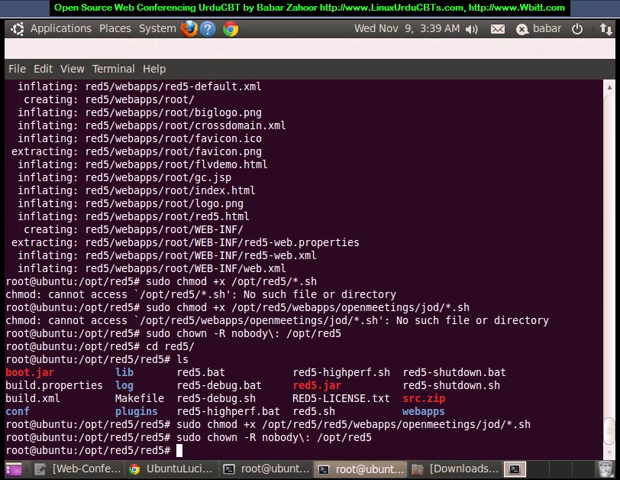 Open Source Web Conferencing UrduCBT by Babar Zahoor http://www.LinuxUrduCBTs.com, http://www.Wbitt.com
Applications Places System Wed Nov 9, 3:39 AM babar
File Edit View Terminal Help
inflating: red5/webapps/red5-default.xml
creating: red5/webapps/root/
inflating: red5/webapps/root/biglogo.png
inflating: red5/webapps/root/crossdomain.xml
inflating: red5/webapps/root/favicon.ico
extracting: red5/webapps/root/favicon.png
inflating: red5/webapps/root/flvdemo.html
inflating: red5/webapps/root/gc.jsp
inflating: red5/webapps/root/index.html
inflating: red5/webapps/root/logo.png
inflating: red5/webapps/root/red5.html
creating: red5/webapps/root/WEB-INF/
extracting: red5/webapps/root/WEB-INF/red5-web.properties
inflating: red5/webapps/root/WEB-INF/red5-web.xml
inflating: red5/webapps/root/WEB-INF/web.xml
root@ubuntu:/opt/red5# sudo chmod +x /opt/red5/*.sh
chmod: cannot access `/opt/red5/*.sh': No such file or directory
root@ubuntu:/opt/red5# sudo chmod +x /opt/red5/webapps/openmeetings/jod/*.sh
chmod: cannot access `/opt/red5/webapps/openmeetings/jod/*.sh': No such file or directory
root@ubuntu:/opt/red5# sudo chown -R nobody\: /opt/red5
root@ubuntu:/opt/red5# cd red5/
root@ubuntu:/opt/red5/red5# ls
boot.jar lib red5.bat red5-highperf.sh red5-shutdown.bat
build.properties log red5-debug.bat red5.jar red5-shutdown.sh
build.xml Makefile red5-debug.sh RED5-LICENSE.txt src.zip
conf plugins red5-highperf.bat red5.sh webapps
root@ubuntu:/opt/red5/red5# sudo chmod +x /opt/red5/red5/webapps/openmeetings/jod/*.sh
root@ubuntu:/opt/red5/red5# sudo chown -R nobody\: /opt/red5
root@ubuntu:/opt/red5/red5#
[Web-Confe... UbuntuLuci... root@ubunt... root@ubunt... [Downloads...